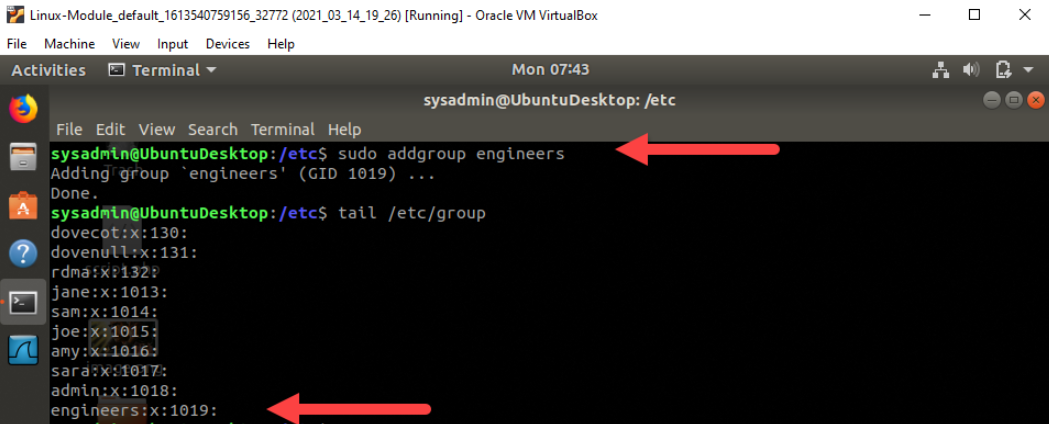 Linux-Module_default_1613540759156_32772 (2021_03_14_19_26) [Running] - Oracle VM VirtualBox
File Machine View Input Devices Help
Activities Terminal Mon 07:43
sysadmin@UbuntuDesktop: /etc
File Edit View Search Terminal Help
sysadmin@UbuntuDesktop:/etc$ sudo addgroup engineers
Adding group `engineers' (GID 1019) ...
Trash
Done.
sysadmin@UbuntuDesktop:/etc$ tail /etc/group
dovecot:x:130:
dovenull:x:131:
rdma:x:132:
jane:x:1013:
sam:x:1014:
joe:x:1015:
amy:x:1016:
sara:x:1017:
admin:x:1018:
engineers:x:1019: